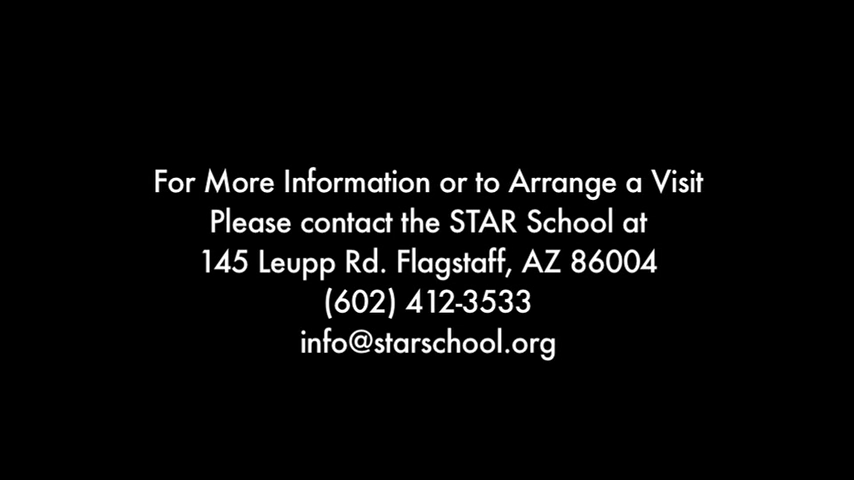 For More Information or to Arrange a Visit
Please contact the STAR School at
145 Leupp Rd. Flagstaff, AZ 86004
(602) 412-3533
info@starschool.org